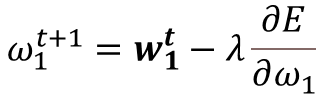 ω₁ᵗ⁺¹ = w₁ᵗ − λ ∂E/∂ω₁